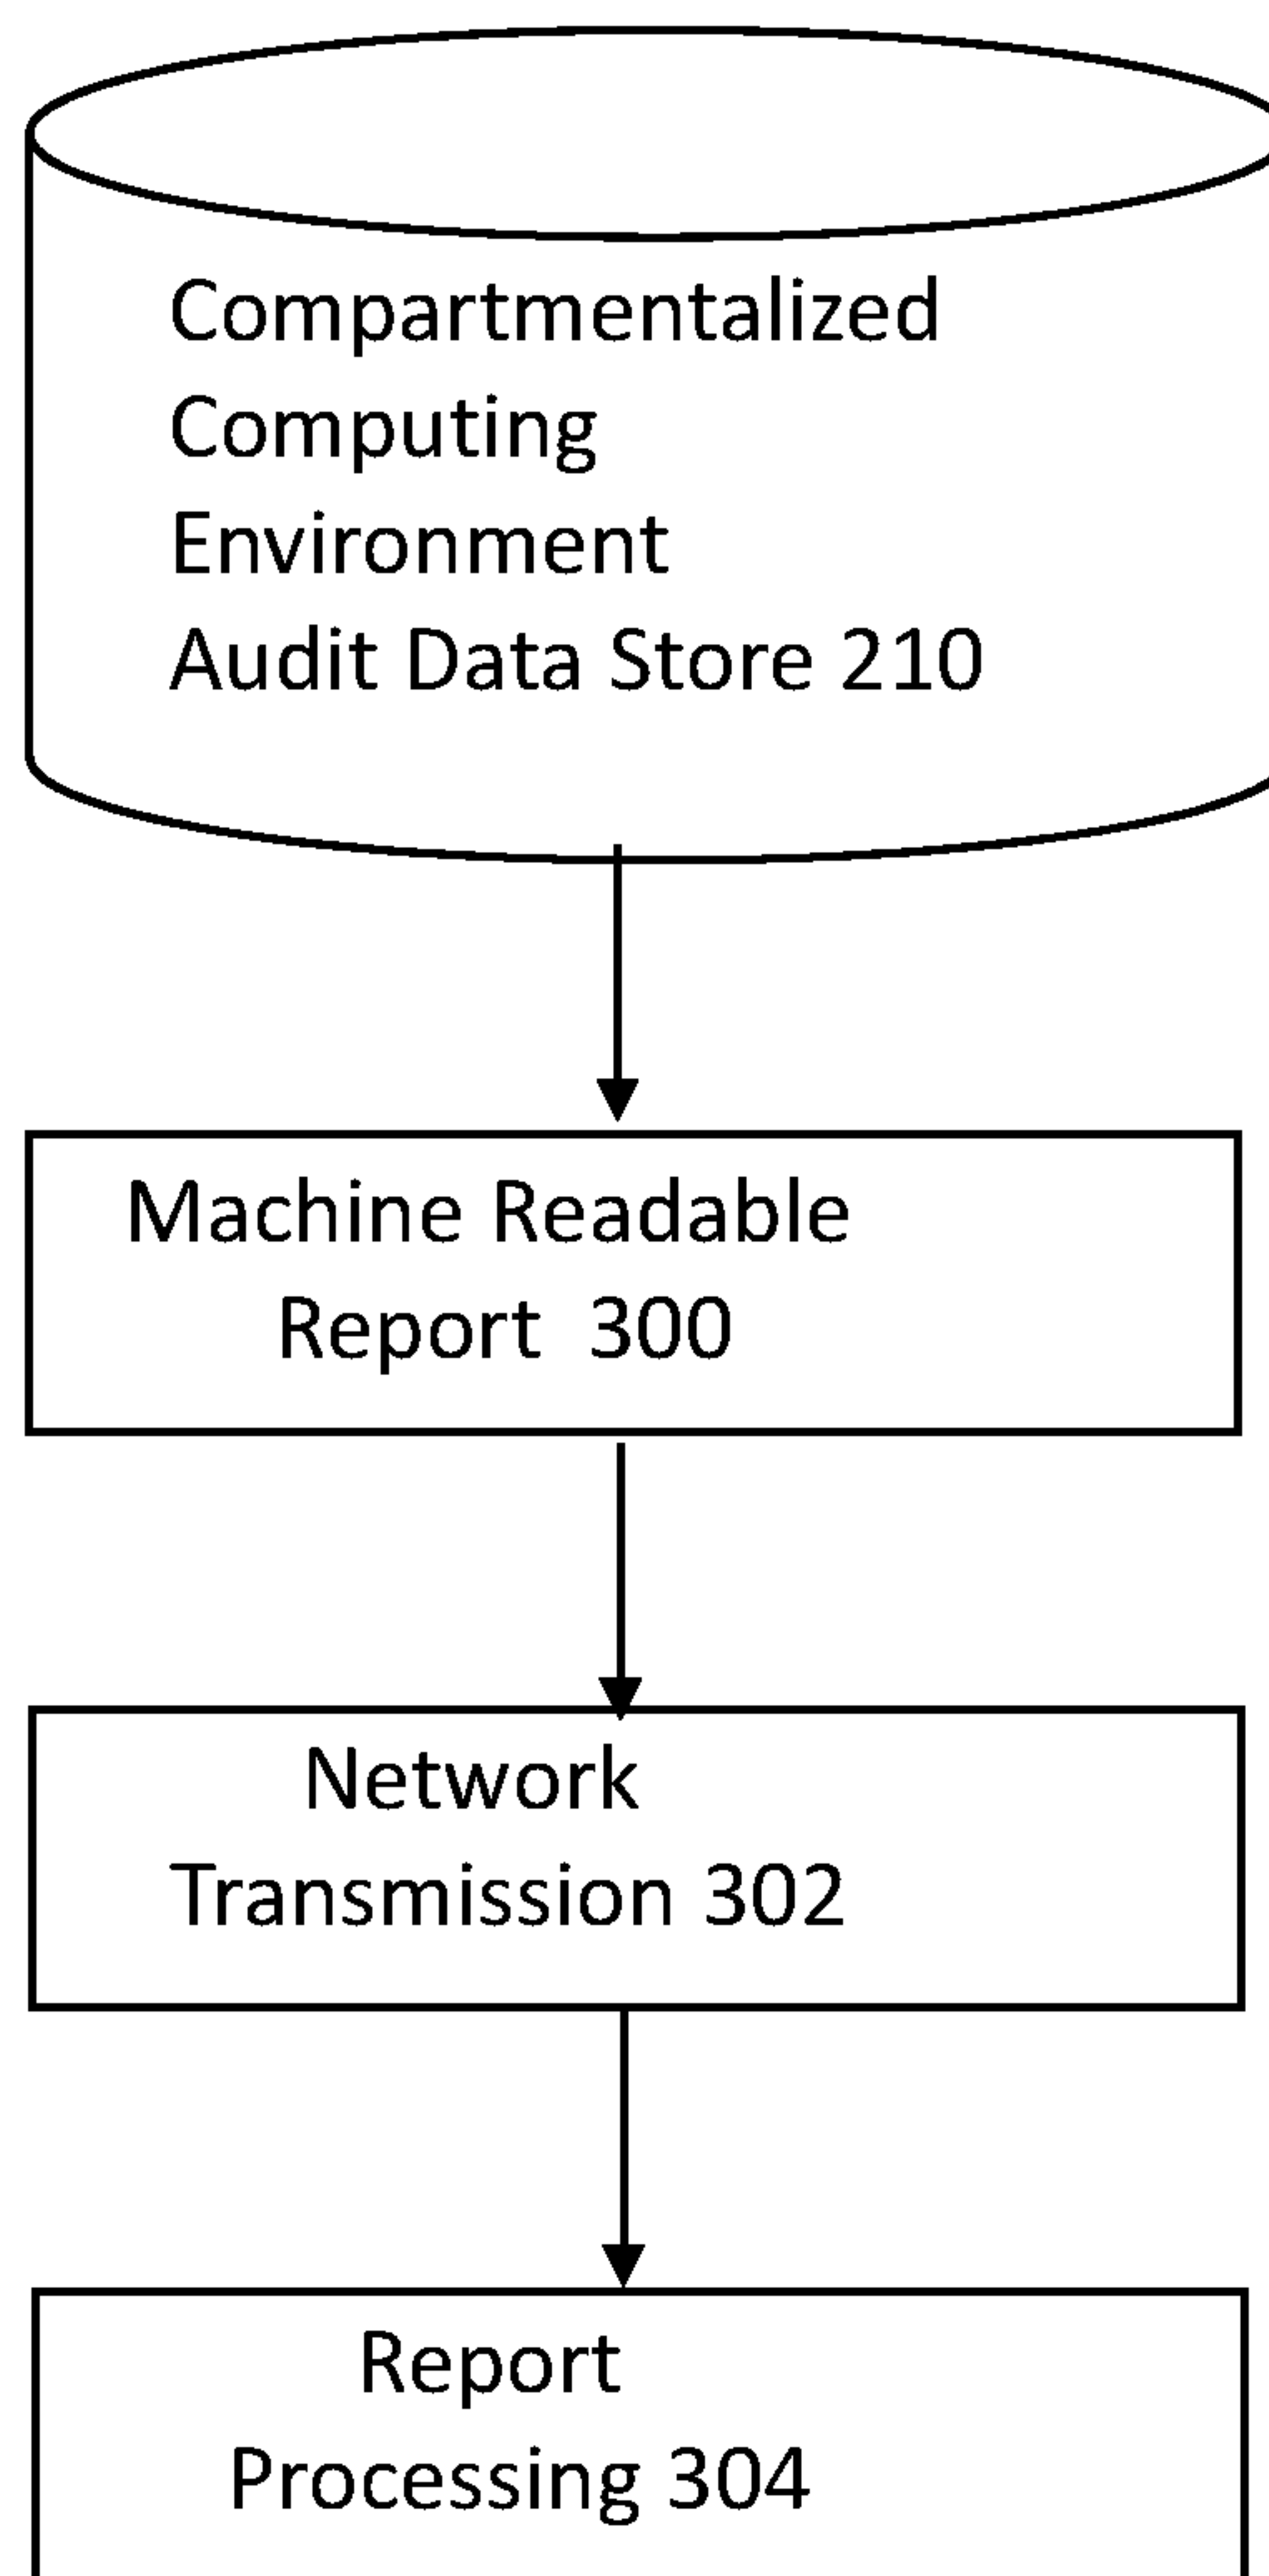 Compartmentalized
Computing
Environment
Audit Data Store 210
Machine Readable
Report 300
Network
Transmission 302
Report
Processing 304